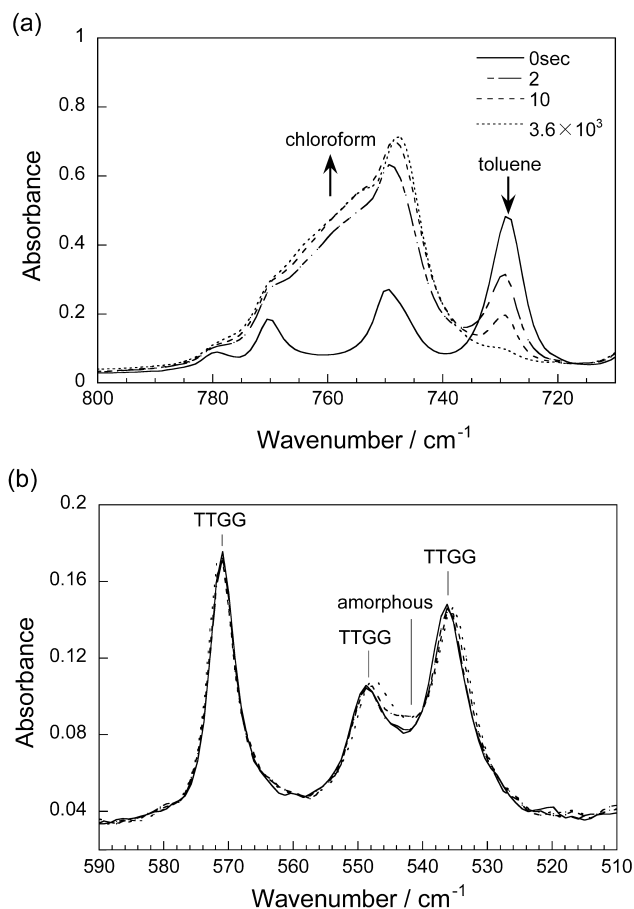 (a)
1
0.8
0.6
0.4
0.2
0
Absorbance
0sec
2
10
3.6×10³
chloroform
toluene
800
780
760
740
720
Wavenumber / cm⁻¹
(b)
0.2
0.16
0.12
0.08
0.04
Absorbance
TTGG
TTGG
amorphous
TTGG
590
580
570
560
550
540
530
520
510
Wavenumber / cm⁻¹